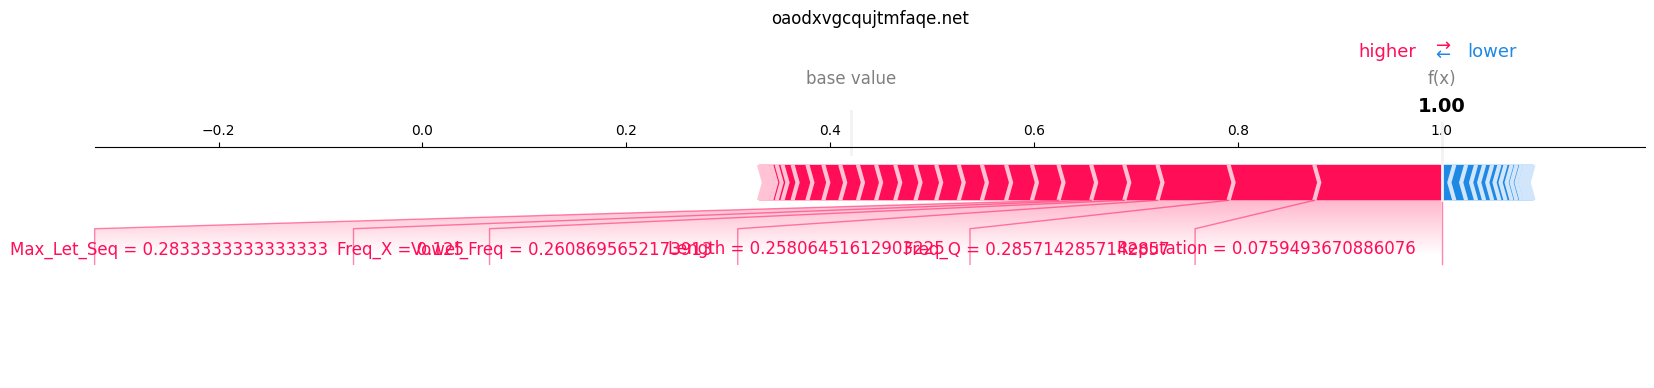 oaodxvgcqujtmfaqe.net
higher ⇄ lower
base value f(x)
1.00
−0.2 0.0 0.2 0.4 0.6 0.8 1.0
Max_Let_Seq = 0.2833333333333333 Freq_X = 0.125 Vowel_Freq = 0.2608695652173913 Length = 0.25806451612903225 Freq_Q = 0.2857142857142857 Reputation = 0.0759493670886076